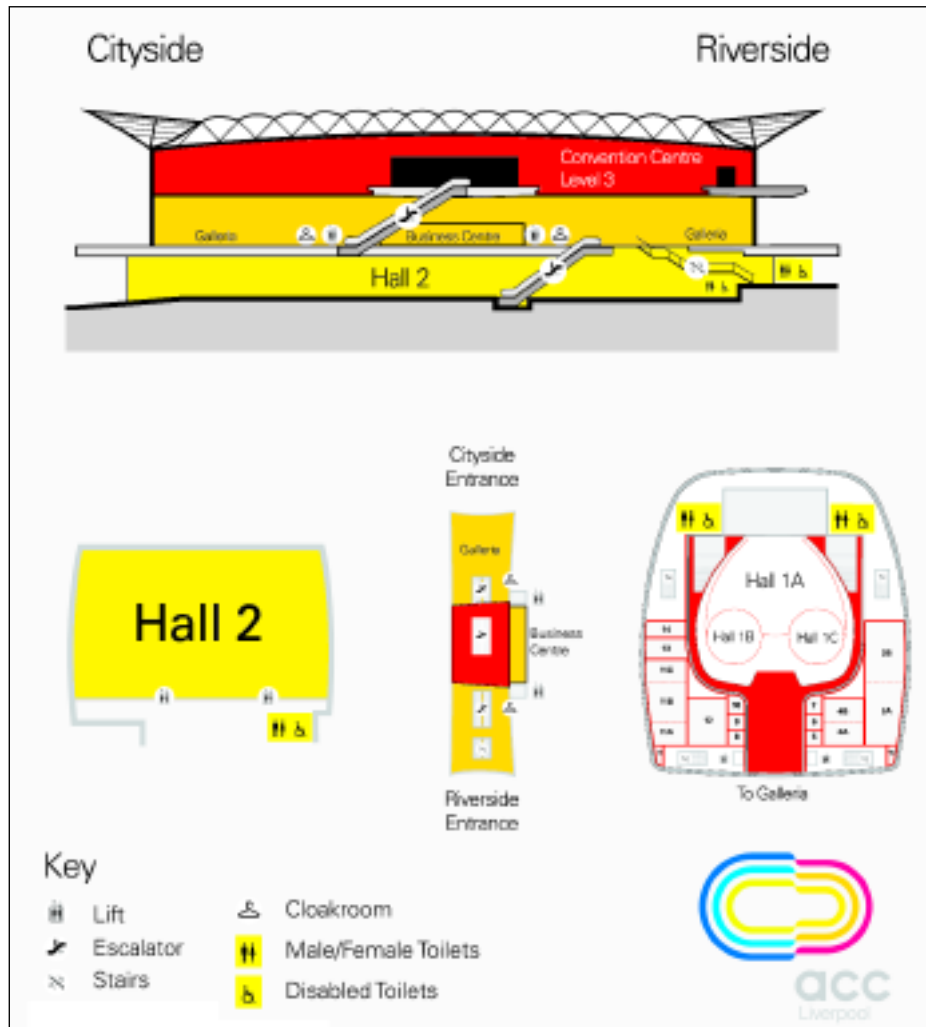 Cityside
Riverside
Convention Centre
Level 3
Galleria
Business Centre
Galleria
Hall 2
Cityside
Entrance
Galleria
Business
Centre
Riverside
Entrance
Hall 2
Hall 1A
Hall 1B
Hall 1C
To Galleria
Key
Lift
Escalator
Stairs
Cloakroom
Male/Female Toilets
Disabled Toilets
acc
Liverpool